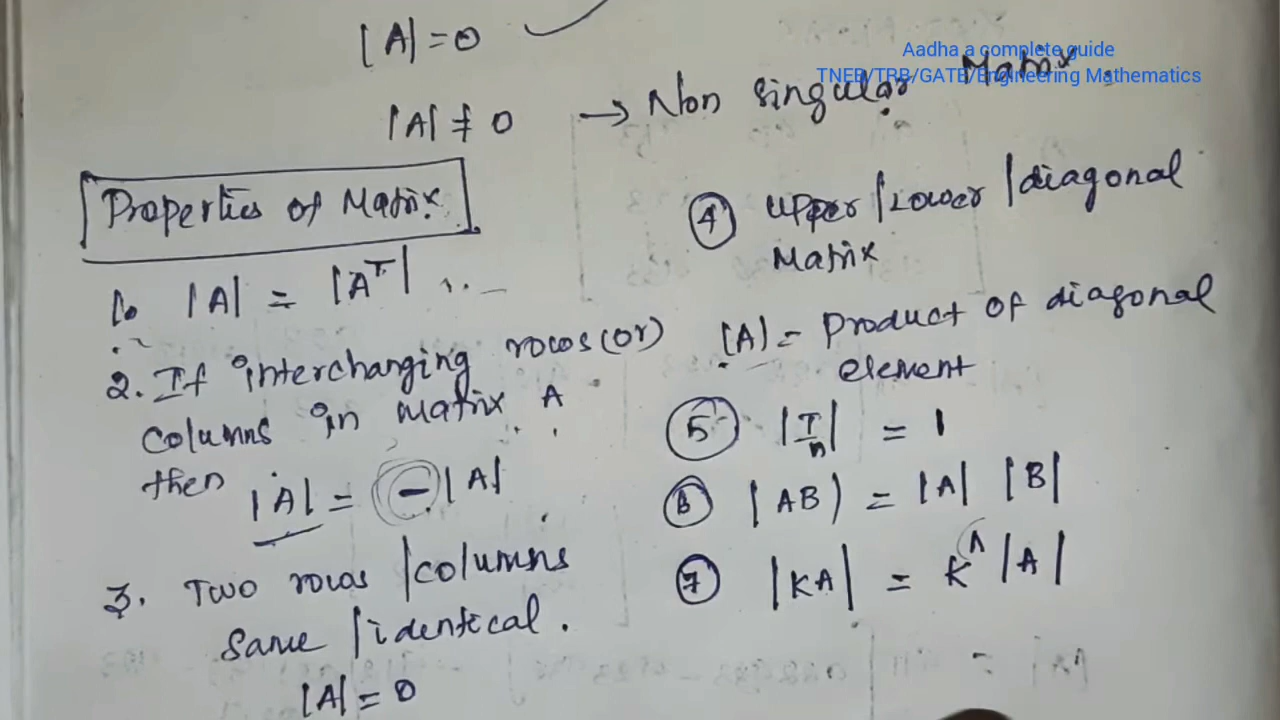 |A| = 0
Aadha a complete guide
TNEB/TRB/GATE/Engineering Mathematics
|A| ≠ 0 → Non singular Matrix.
Properties of Matrix.
1. |A| = |Aᵀ|
2. If interchanging rows (or)
columns in matrix A
then
|A| = -|A|
3. Two rows/columns
same/identical.
|A| = 0
④ Upper/Lower/diagonal
Matrix
|A| = Product of diagonal
element
⑤ |Iₙ| = 1
⑥ |AB| = |A| |B|
⑦ |KA| = Kⁿ |A|